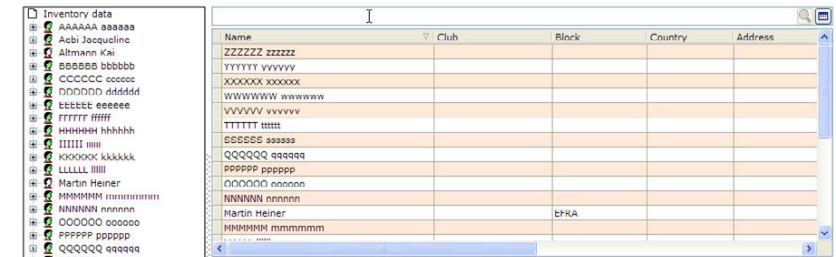 Inventory data
AAAAAA aaaaaa
Aebi Jacqueline
Altmann Kai
BBBBBB bbbbbb
CCCCCC cccccc
DDDDDD dddddd
EEEEEE eeeeee
FFFFFF ffffff
HHHHHH hhhhhh
IIIIII iiiiii
KKKKKK kkkkkk
LLLLLL llllll
Martin Heiner
MMMMMM mmmmmm
NNNNNN nnnnnn
OOOOOO oooooo
PPPPPP pppppp
QQQQQQ qqqqqq
Name Club Block Country Address
ZZZZZZ zzzzzz
YYYYYY yyyyyy
XXXXXX xxxxxx
WWWWWW wwwwww
VVVVVV vvvvvv
TTTTTT tttttt
SSSSSS ssssss
QQQQQQ qqqqqq
PPPPPP pppppp
OOOOOO oooooo
NNNNNN nnnnnn
Martin Heiner EFRA
MMMMMM mmmmmm